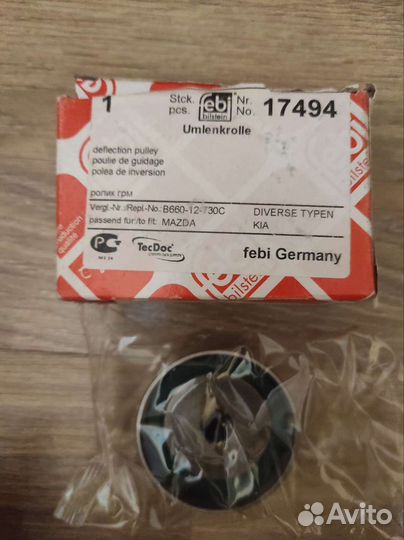 1 Stck. pcs. febi bilstein Nr. No. 17494
Umlenkrolle
deflection pulley
poulie de guidage
polea de inversion
ролик грм
Vergl.-Nr./Repl.-No.: B660-12-730C DIVERSE TYPEN
passend für/to fit: MAZDA KIA
TecDoc febi Germany
bilstein
Avito